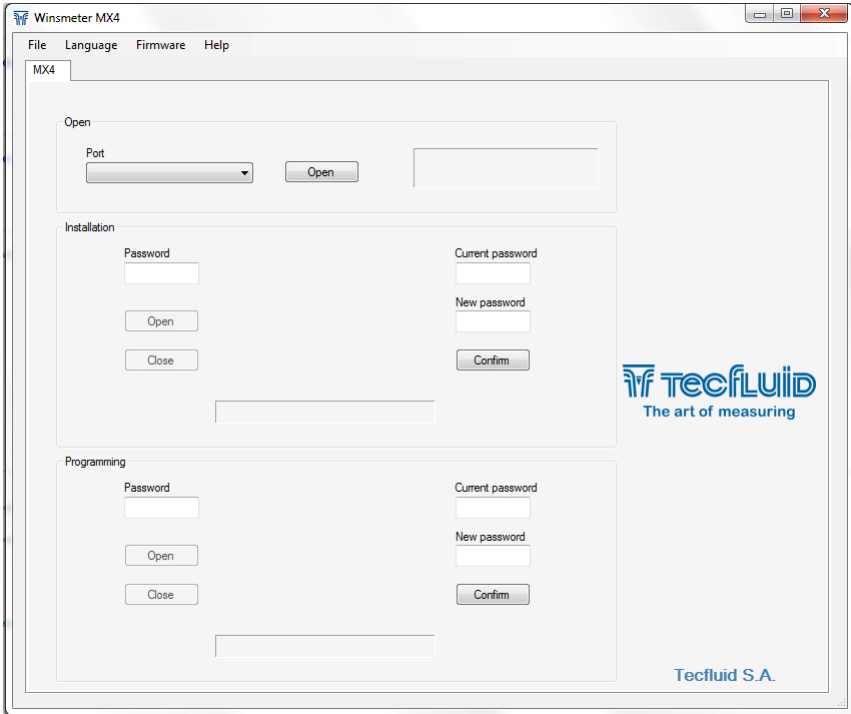 Winsmeter MX4
File Language Firmware Help
MX4
Open
Port
Open
Installation
Password Current password
New password
Open
Close Confirm
TECFLUID
The art of measuring
Programming
Password Current password
New password
Open
Close Confirm
Tecfluid S.A.